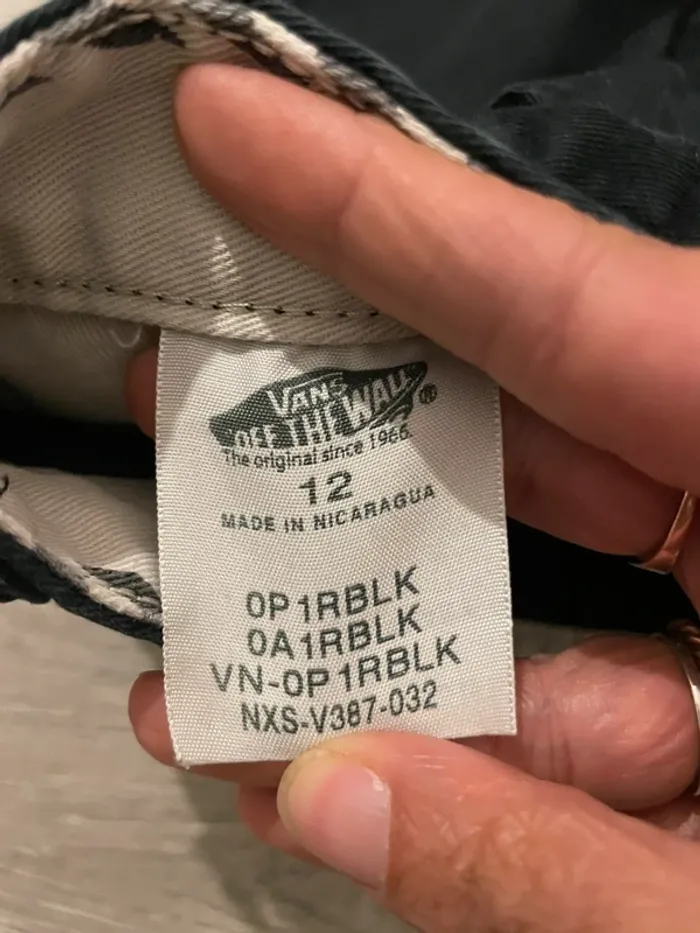 VANS
OFF THE WALL®
The original since 1966.
12
MADE IN NICARAGUA
0P1RBLK
0A1RBLK
VN-0P1RBLK
NXS-V387-032